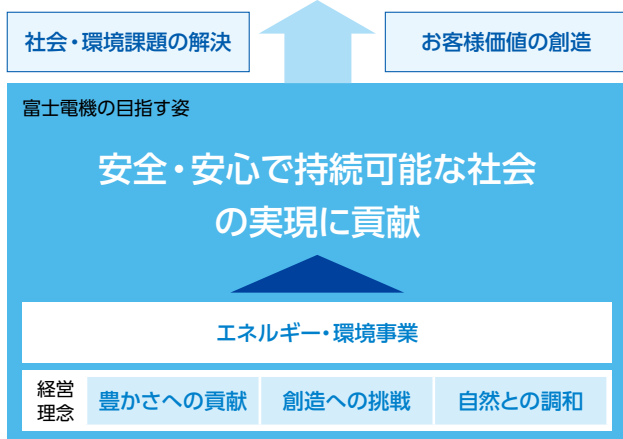 社会・環境課題の解決
お客様価値の創造
富士電機の目指す姿
安全・安心で持続可能な社会
の実現に貢献
エネルギー・環境事業
経営
理念
豊かさへの貢献
創造への挑戦
自然との調和